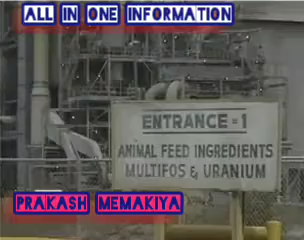 ALL IN ONE INFORMATION
ENTRANCE - 1
ANIMAL FEED INGREDIENTS
MULTIFOS & URANIUM
PRAKASH MEMAKIYA